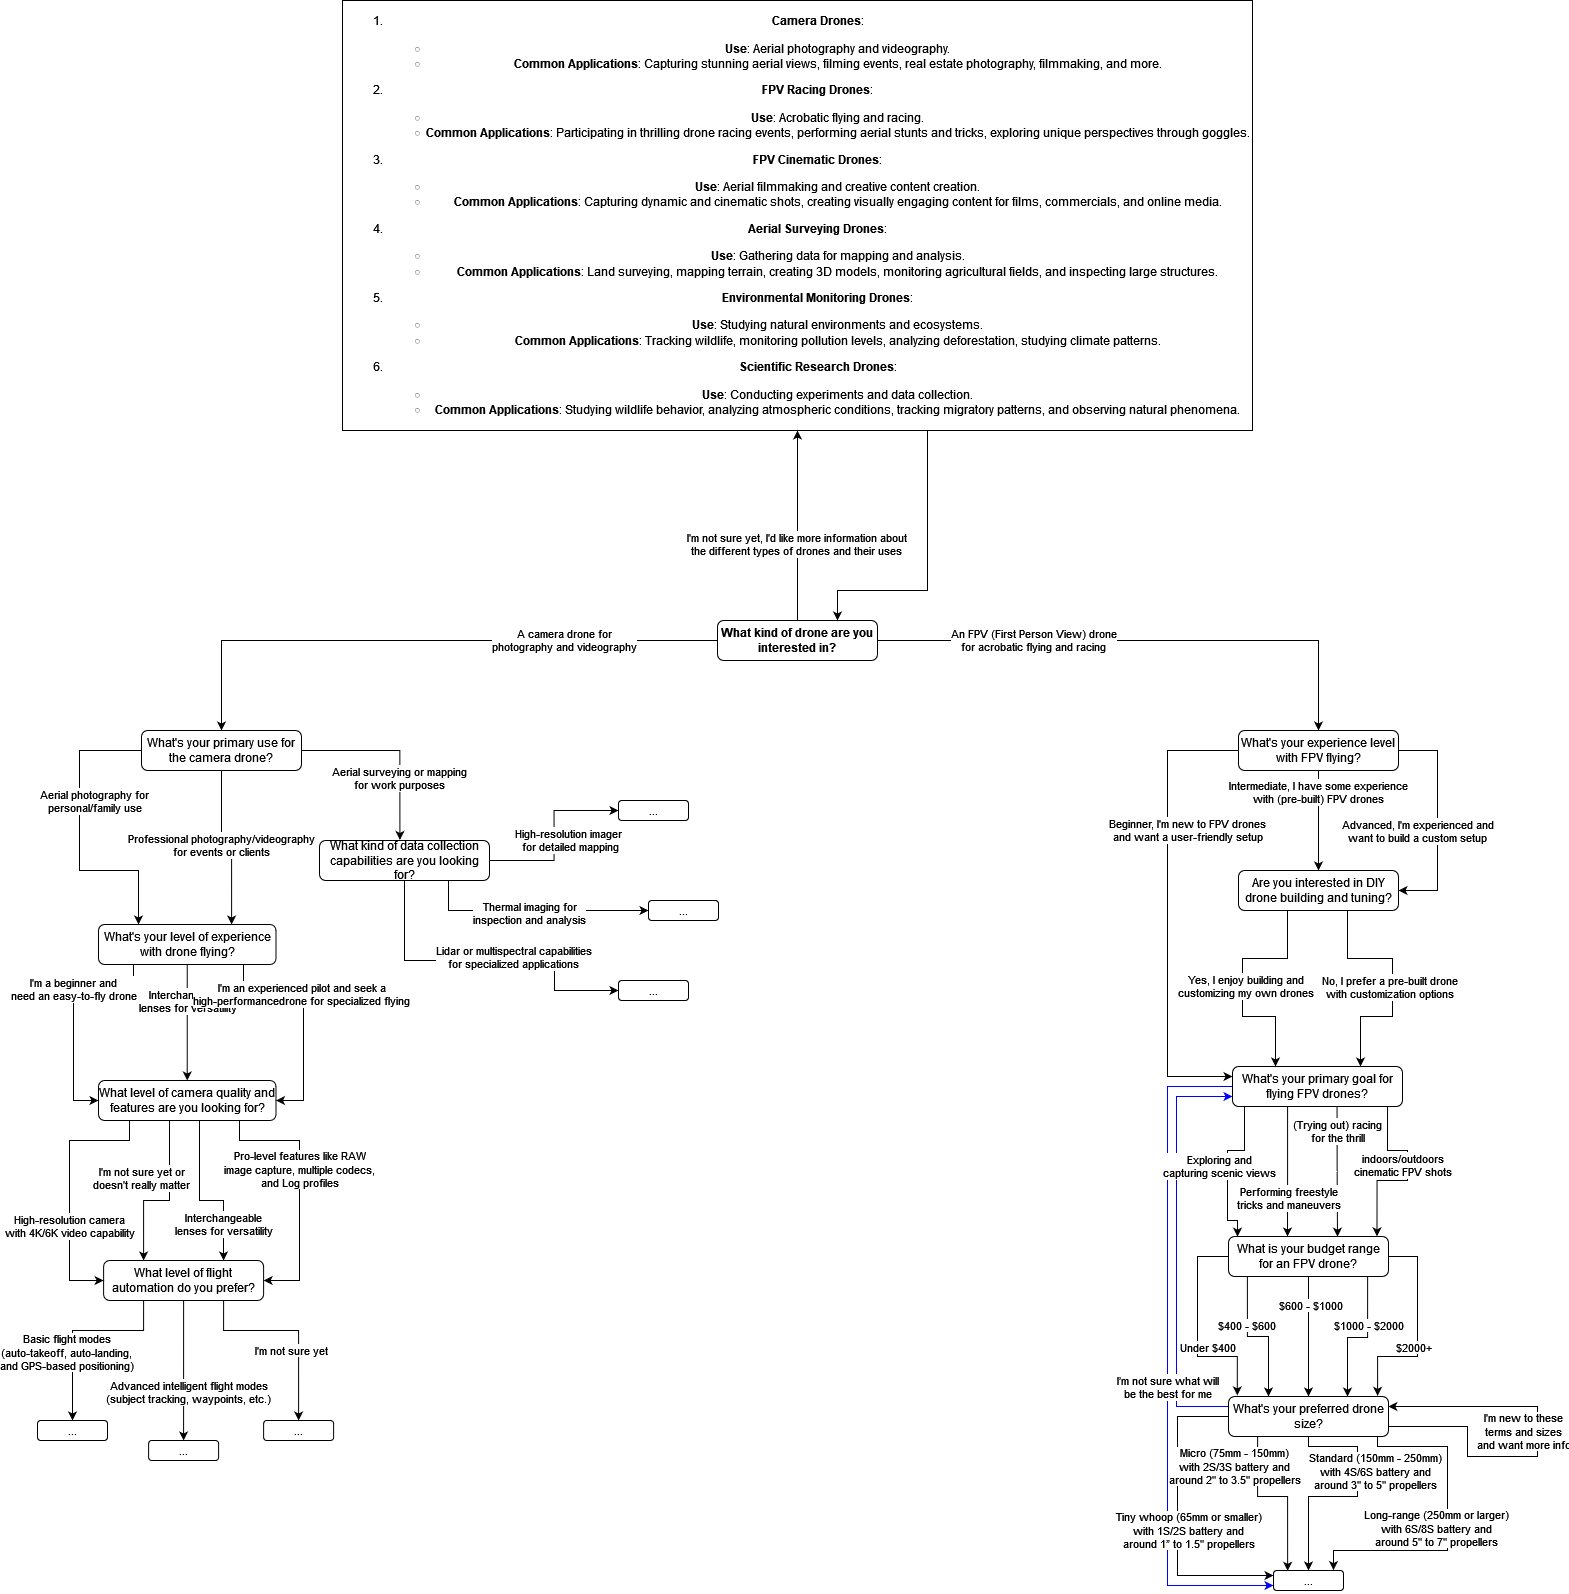 1. Camera Drones:
○ Use: Aerial photography and videography.
○ Common Applications: Capturing stunning aerial views, filming events, real estate photography, filmmaking, and more.
2. FPV Racing Drones:
○ Use: Acrobatic flying and racing.
○ Common Applications: Participating in thrilling drone racing events, performing aerial stunts and tricks, exploring unique perspectives through goggles.
3. FPV Cinematic Drones:
○ Use: Aerial filmmaking and creative content creation.
○ Common Applications: Capturing dynamic and cinematic shots, creating visually engaging content for films, commercials, and online media.
4. Aerial Surveying Drones:
○ Use: Gathering data for mapping and analysis.
○ Common Applications: Land surveying, mapping terrain, creating 3D models, monitoring agricultural fields, and inspecting large structures.
5. Environmental Monitoring Drones:
○ Use: Studying natural environments and ecosystems.
○ Common Applications: Tracking wildlife, monitoring pollution levels, analyzing deforestation, studying climate patterns.
6. Scientific Research Drones:
○ Use: Conducting experiments and data collection.
○ Common Applications: Studying wildlife behavior, analyzing atmospheric conditions, tracking migratory patterns, and observing natural phenomena.
I'm not sure yet, I'd like more information about
the different types of drones and their uses
What kind of drone are you
interested in?
A camera drone for
photography and videography
An FPV (First Person View) drone
for acrobatic flying and racing
What's your primary use for
the camera drone?
Aerial photography for
personal/family use
Professional photography/videography
for events or clients
Aerial surveying or mapping
for work purposes
What kind of data collection
capabilities are you looking
for?
High-resolution imager
for detailed mapping
...
Thermal imaging for
inspection and analysis
...
Lidar or multispectral capabilities
for specialized applications
...
What's your level of experience
with drone flying?
I'm a beginner and
need an easy-to-fly drone
Interchan
lenses for versatility
I'm an experienced pilot and seek a
high-performancedrone for specialized flying
What level of camera quality and
features are you looking for?
High-resolution camera
with 4K/6K video capability
I'm not sure yet or
doesn't really matter
Interchangeable
lenses for versatility
Pro-level features like RAW
image capture, multiple codecs,
and Log profiles
What level of flight
automation do you prefer?
Basic flight modes
(auto-takeoff, auto-landing,
and GPS-based positioning)
Advanced intelligent flight modes
(subject tracking, waypoints, etc.)
I'm not sure yet
...
...
...
What's your experience level
with FPV flying?
Beginner, I'm new to FPV drones
and want a user-friendly setup
Intermediate, I have some experience
with (pre-built) FPV drones
Advanced, I'm experienced and
want to build a custom setup
Are you interested in DIY
drone building and tuning?
Yes, I enjoy building and
customizing my own drones
No, I prefer a pre-built drone
with customization options
What's your primary goal for
flying FPV drones?
Exploring and
capturing scenic views
Performing freestyle
tricks and maneuvers
(Trying out) racing
for the thrill
indoors/outdoors
cinematic FPV shots
What is your budget range
for an FPV drone?
Under $400
$400 - $600
$600 - $1000
$1000 - $2000
$2000+
I'm not sure what will
be the best for me
What's your preferred drone
size?
I'm new to these
terms and sizes
and want more info
Micro (75mm - 150mm)
with 2S/3S battery and
around 2" to 3.5" propellers
Standard (150mm - 250mm)
with 4S/6S battery and
around 3" to 5" propellers
Tiny whoop (65mm or smaller)
with 1S/2S battery and
around 1" to 1.5" propellers
Long-range (250mm or larger)
with 6S/8S battery and
around 5" to 7" propellers
...